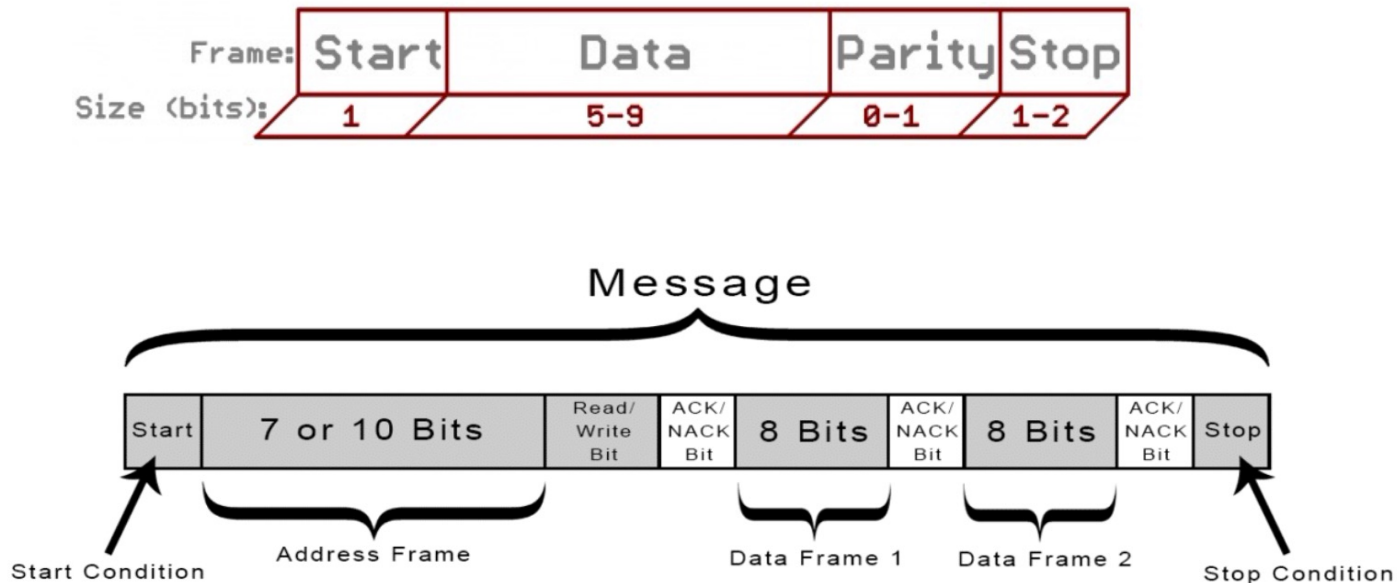 Frame: Start Data Parity Stop
Size (bits): 1 5-9 0-1 1-2
Message
Start
7 or 10 Bits
Read/
Write
Bit
ACK/
NACK
Bit
8 Bits
ACK/
NACK
Bit
8 Bits
ACK/
NACK
Bit
Stop
Start Condition
Address Frame
Data Frame 1
Data Frame 2
Stop Condition